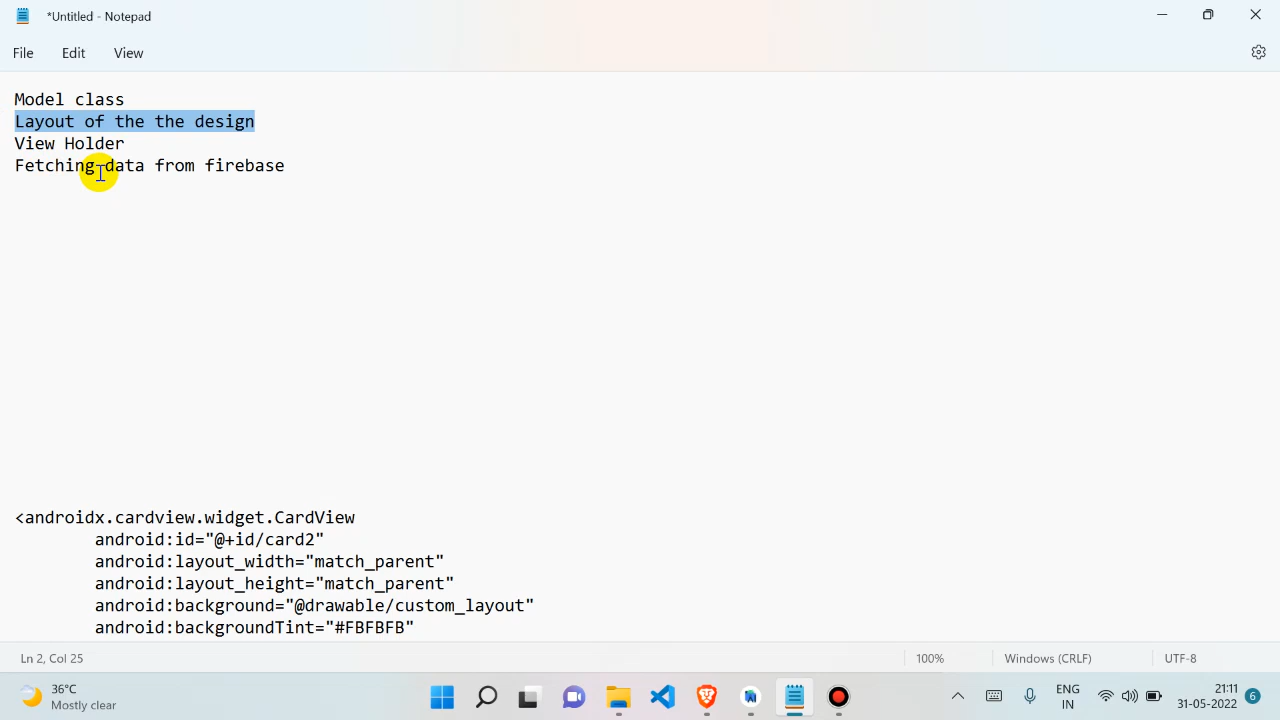 *Untitled - Notepad
File Edit View
Model class
Layout of the the design
View Holder
Fetching data from firebase
<androidx.cardview.widget.CardView
android:id="@+id/card2"
android:layout_width="match_parent"
android:layout_height="match_parent"
android:background="@drawable/custom_layout"
android:backgroundTint="#FBFBFB"
Ln 2, Col 25 100% Windows (CRLF) UTF-8
36°C
Mostly clear
ENG
IN
21:11
31-05-2022
6